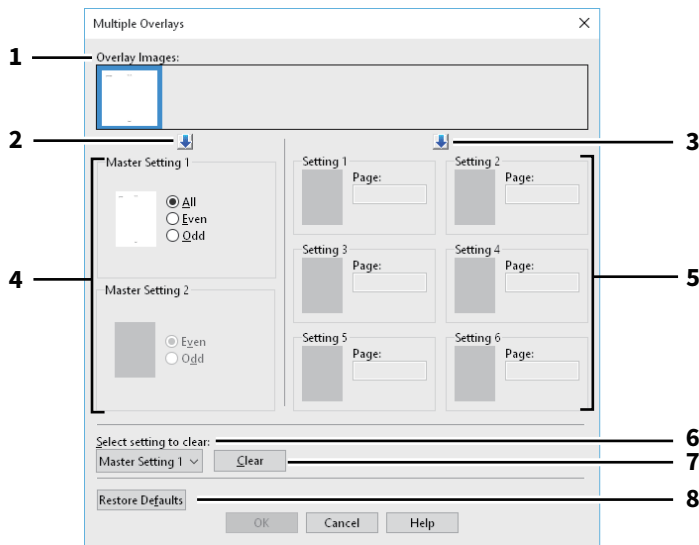 Multiple Overlays
1
Overlay Images:
2
3
4
Master Setting 1
All
Even
Odd
Master Setting 2
Even
Odd
Setting 1
Page:
Setting 2
Page:
Setting 3
Page:
Setting 4
Page:
Setting 5
Page:
Setting 6
Page:
5
Select setting to clear:
6
Master Setting 1
Clear
7
Restore Defaults
8
OK
Cancel
Help